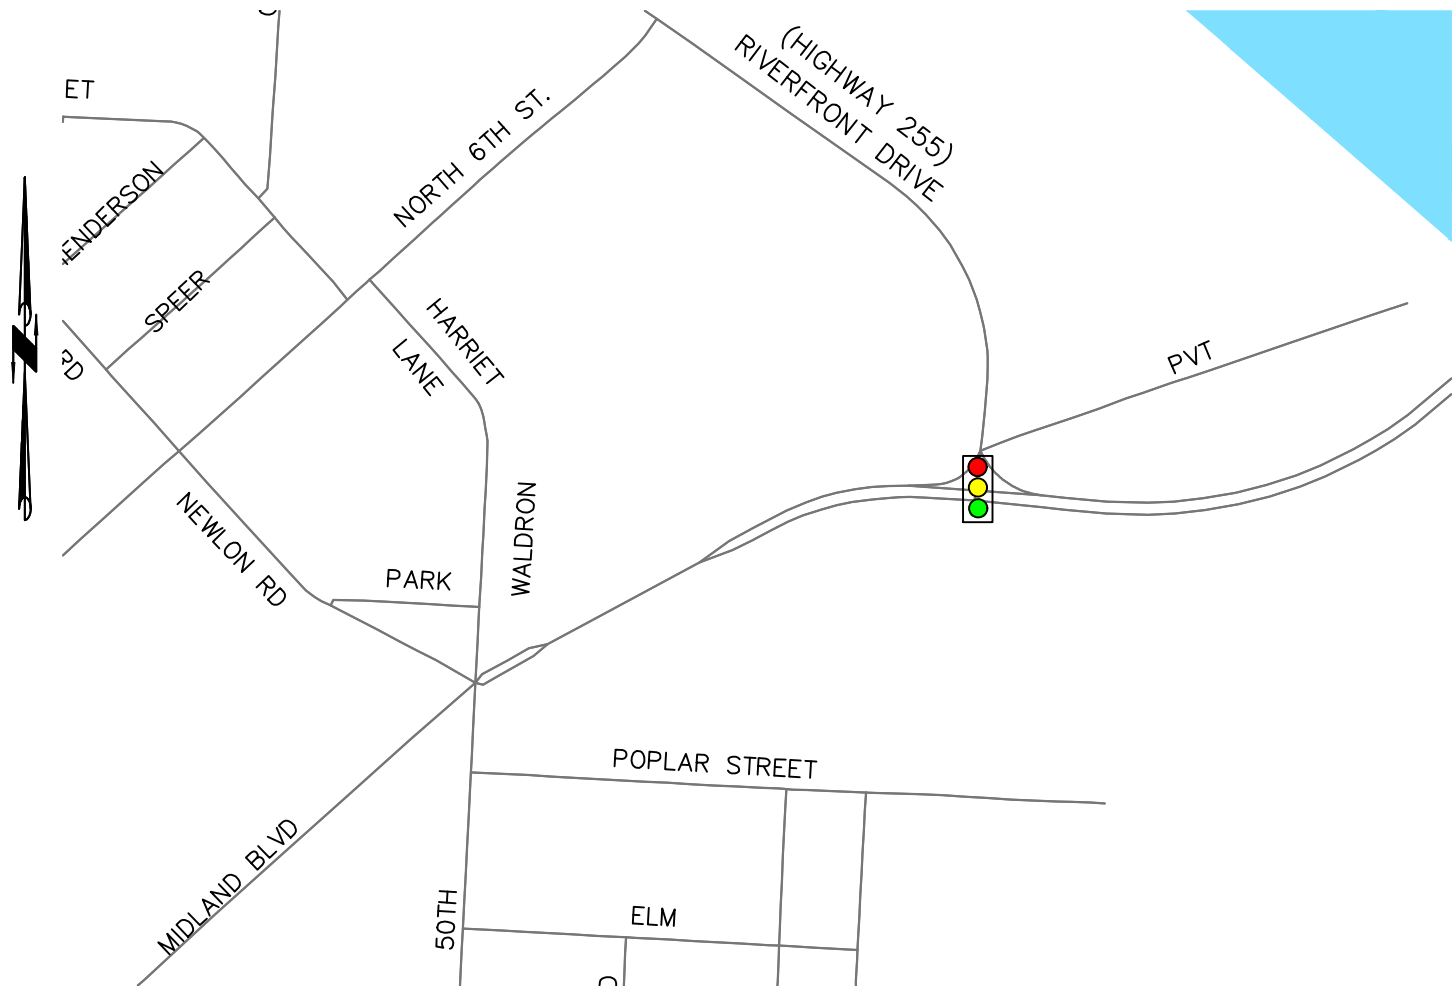 ET
(HIGHWAY 255)
RIVERFRONT DRIVE
NORTH 6TH ST.
ENDERSON
SPEER
HARRIET
LANE
RD
PVT
NEWLON RD
WALDRON
PARK
POPLAR STREET
MIDLAND BLVD
50TH
ELM